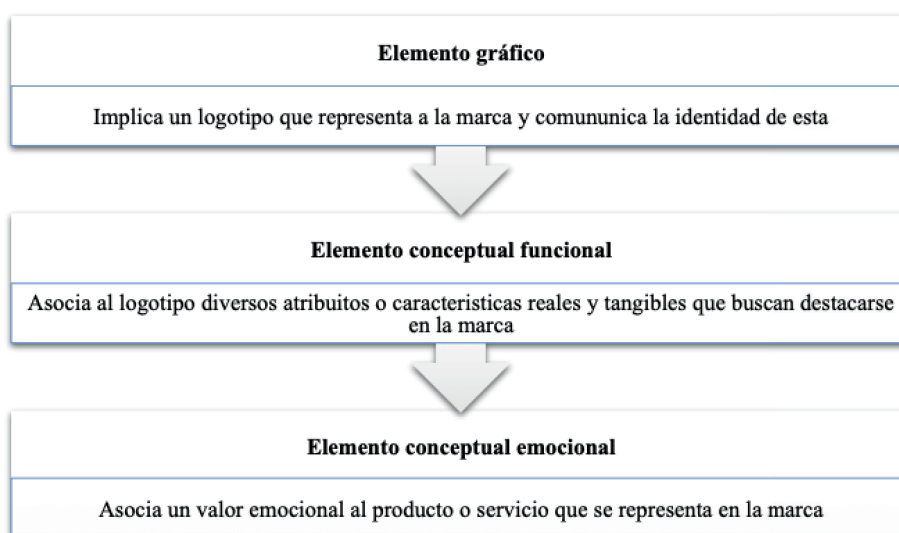 Elemento gráfico
Implica un logotipo que representa a la marca y comununica la identidad de esta
Elemento conceptual funcional
Asocia al logotipo diversos atribuitos o caracteristicas reales y tangibles que buscan destacarse
en la marca
Elemento conceptual emocional
Asocia un valor emocional al producto o servicio que se representa en la marca